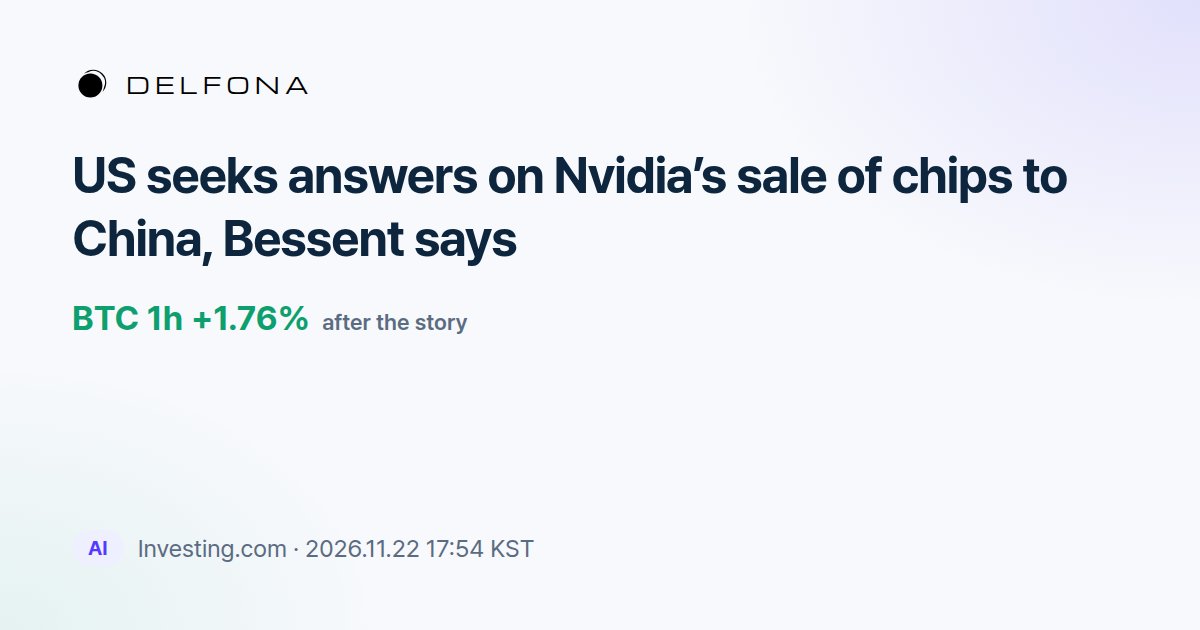 DELFONA
US seeks answers on Nvidia’s sale of chips to
China, Bessent says
BTC 1h +1.76% after the story
AI Investing.com · 2026.11.22 17:54 KST